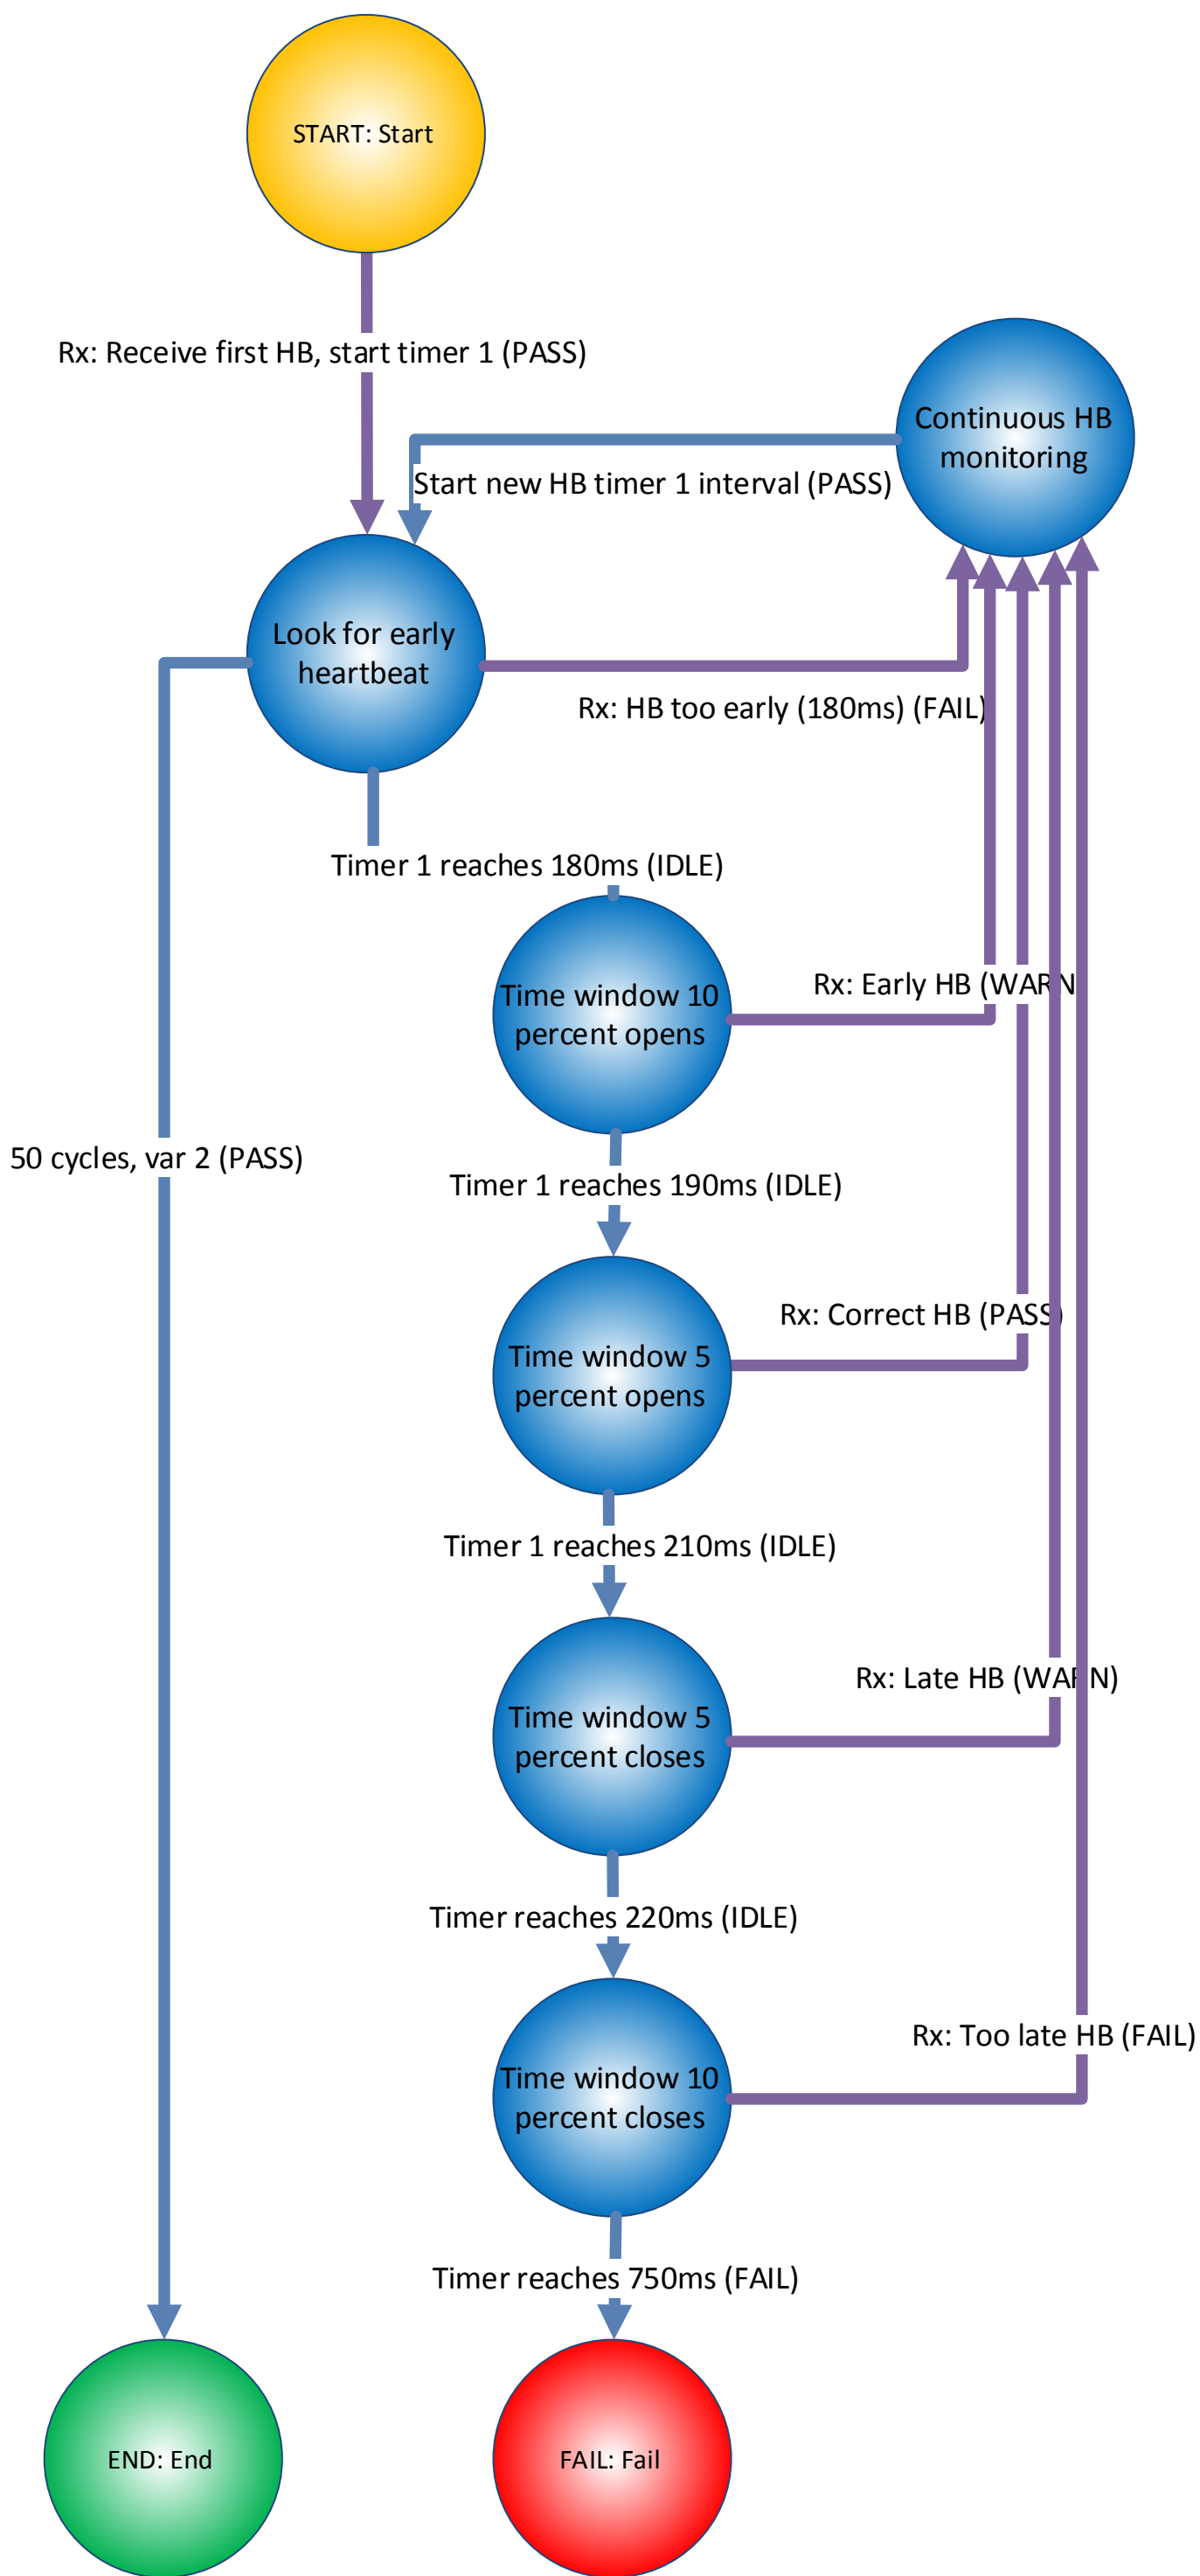 START: Start
Rx: Receive first HB, start timer 1 (PASS)
Continuous HB
monitoring
Start new HB timer 1 interval (PASS)
Look for early
heartbeat
Rx: HB too early (180ms) (FAIL)
Timer 1 reaches 180ms (IDLE)
Time window 10
percent opens
Rx: Early HB (WARN
50 cycles, var 2 (PASS)
Timer 1 reaches 190ms (IDLE)
Rx: Correct HB (PASS)
Time window 5
percent opens
Timer 1 reaches 210ms (IDLE)
Rx: Late HB (WARN)
Time window 5
percent closes
Timer reaches 220ms (IDLE)
Rx: Too late HB (FAIL)
Time window 10
percent closes
Timer reaches 750ms (FAIL)
END: End
FAIL: Fail